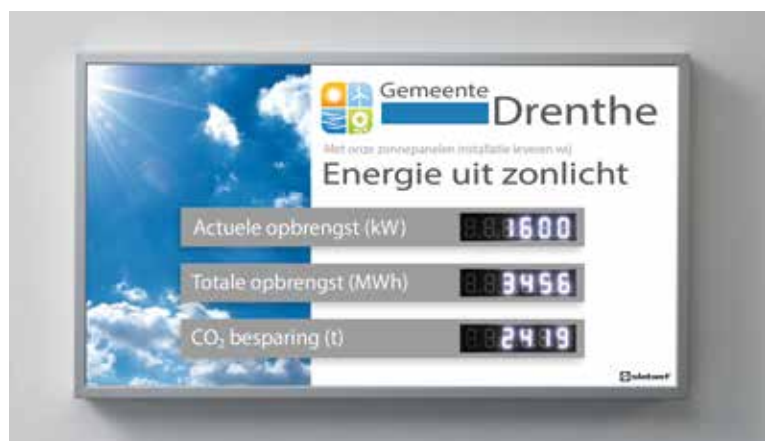 Gemeente
Drenthe
Met onze zonnepanelen installatie leveren wij
Energie uit zonlicht
Actuele opbrengst (kW) 1600
Totale opbrengst (MWh) 3456
CO₂ besparing (t) 2419